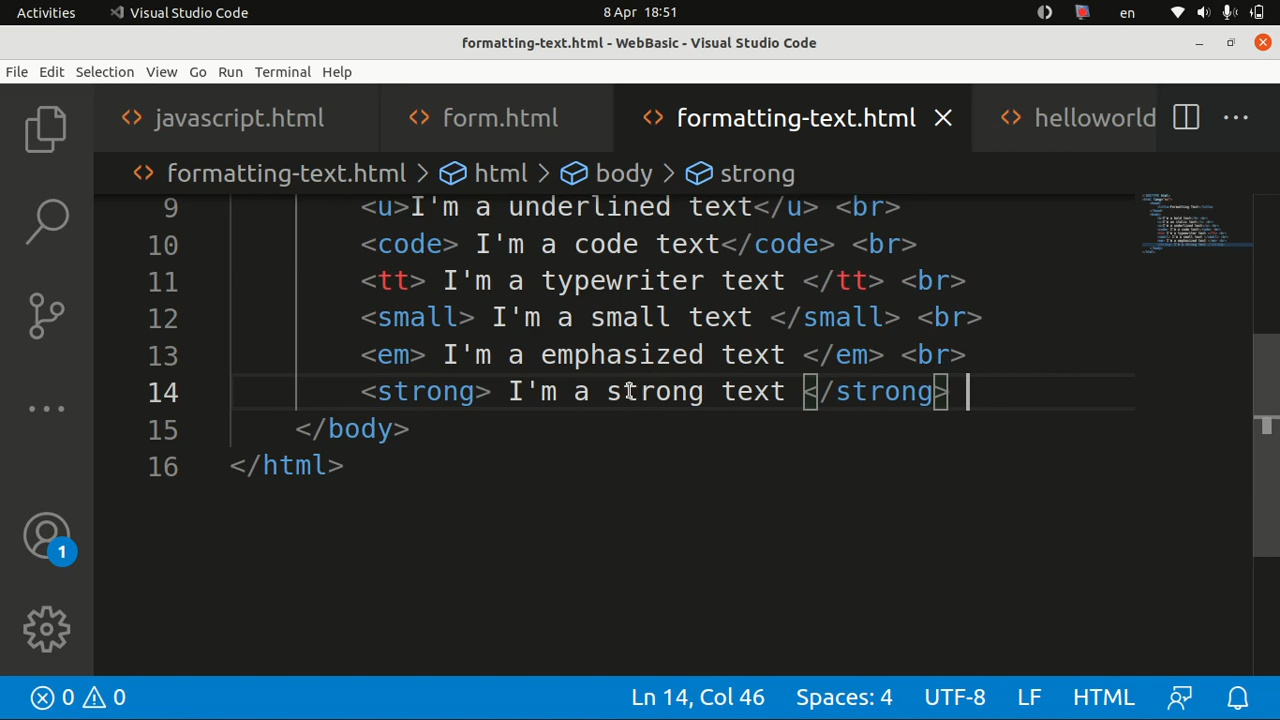 Activities Visual Studio Code 8 Apr 18:51 en
formatting-text.html - WebBasic - Visual Studio Code
File Edit Selection View Go Run Terminal Help
javascript.html form.html formatting-text.html helloworld
formatting-text.html > html > body > strong
9 <u>I'm a underlined text</u> <br>
10 <code> I'm a code text</code> <br>
11 <tt> I'm a typewriter text </tt> <br>
12 <small> I'm a small text </small> <br>
13 <em> I'm a emphasized text </em> <br>
14 <strong> I'm a strong text </strong>
15 </body>
16 </html>
1
0 0 Ln 14, Col 46 Spaces: 4 UTF-8 LF HTML